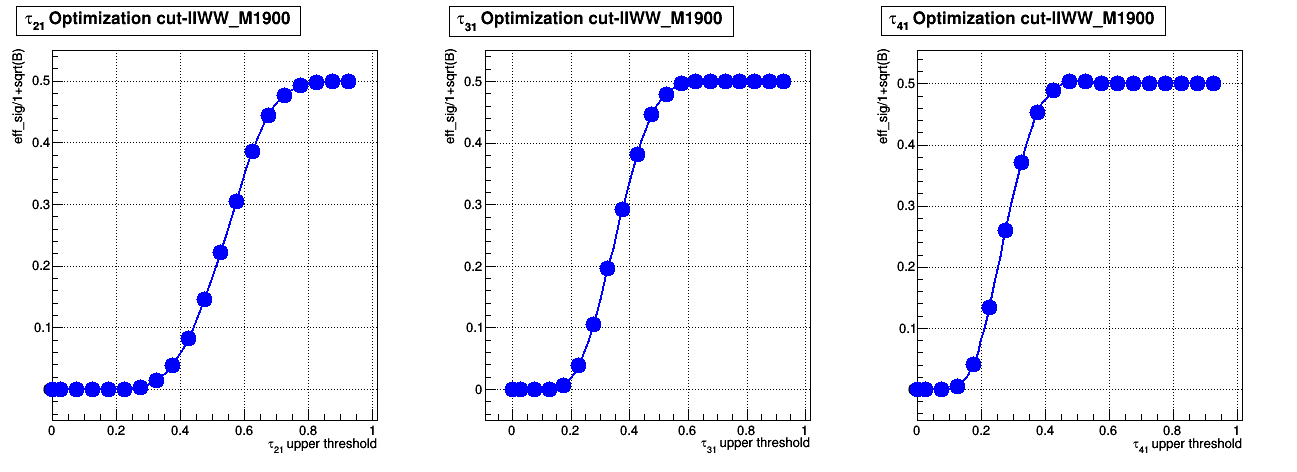 τ21 Optimization cut-llWW_M1900
eff_sig/1+sqrt(B)
0.5
0.4
0.3
0.2
0.1
0 0.2 0.4 0.6 0.8 1
τ21 upper threshold
τ31 Optimization cut-llWW_M1900
eff_sig/1+sqrt(B)
0.5
0.4
0.3
0.2
0.1
0
0 0.2 0.4 0.6 0.8 1
τ31 upper threshold
τ41 Optimization cut-llWW_M1900
eff_sig/1+sqrt(B)
0.5
0.4
0.3
0.2
0.1
0 0.2 0.4 0.6 0.8 1
τ41 upper threshold